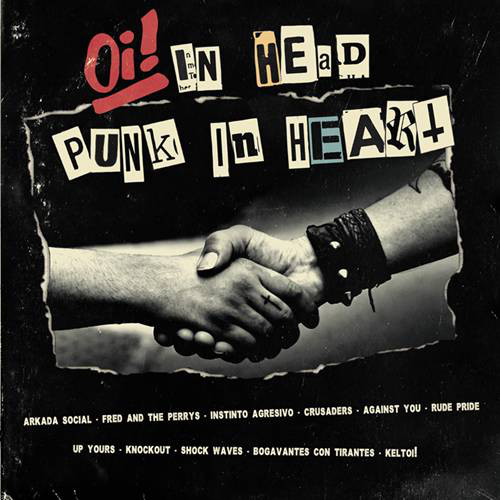 Oi! In HEaD
PUNK In HEARt
ARKADA SOCIAL · FRED AND THE PERRYS · INSTINTO AGRESIVO · CRUSADERS · AGAINST YOU · RUDE PRIDE
UP YOURS · KNOCKOUT · SHOCK WAVES · BOGAVANTES CON TIRANTES · KELTOI!